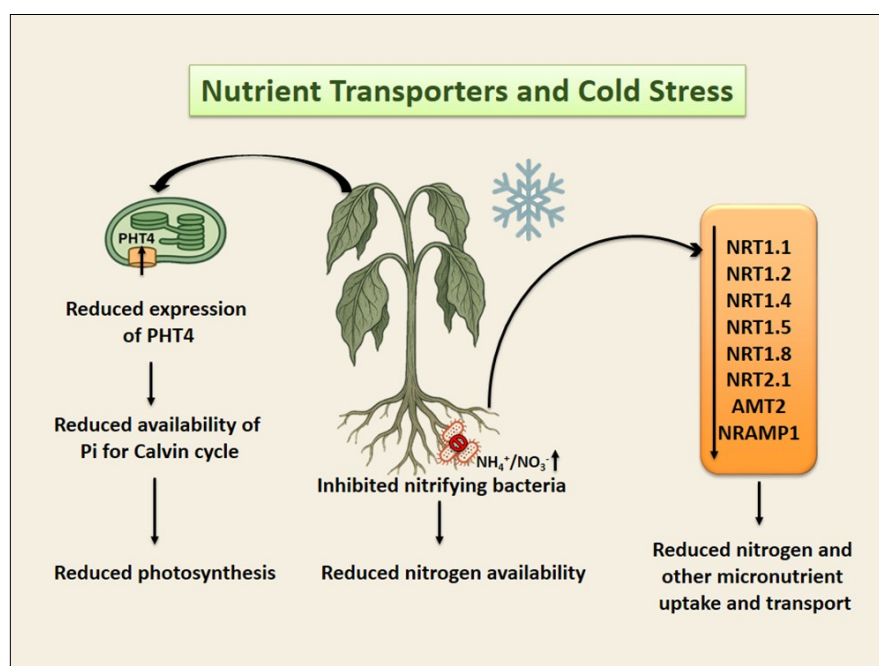 Nutrient Transporters and Cold Stress
PHT4
Reduced expression
of PHT4
Reduced availability of
Pi for Calvin cycle
Reduced photosynthesis
NH₄⁺/NO₃⁻
Inhibited nitrifying bacteria
Reduced nitrogen availability
NRT1.1
NRT1.2
NRT1.4
NRT1.5
NRT1.8
NRT2.1
AMT2
NRAMP1
Reduced nitrogen and
other micronutrient
uptake and transport